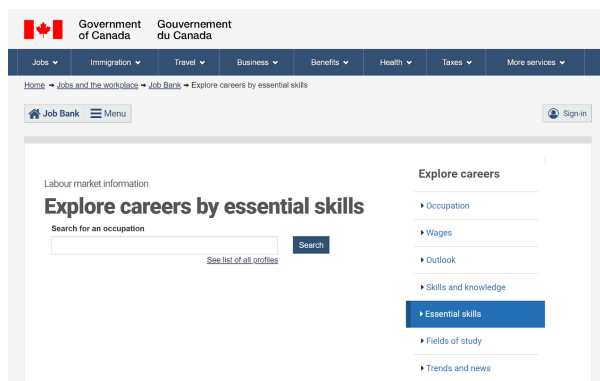 Government of Canada
Gouvernement du Canada
Jobs Immigration Travel Business Benefits Health Taxes More services
Home → Jobs and the workplace → Job Bank → Explore careers by essential skills
Job Bank Menu
Sign-in
Labour market information
Explore careers by essential skills
Search for an occupation
Search
See list of all profiles
Explore careers
Occupation
Wages
Outlook
Skills and knowledge
Essential skills
Fields of study
Trends and news